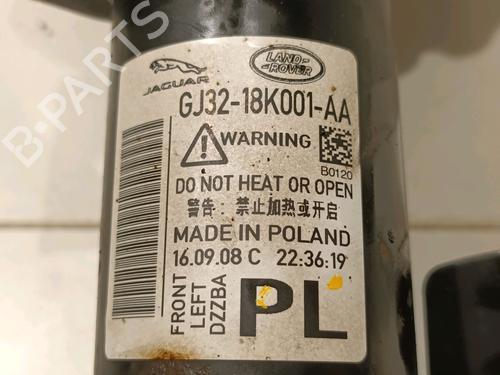 JAGUAR
LAND-
ROVER
GJ32-18K001-AA
WARNING
B0120
DO NOT HEAT OR OPEN
警告: 禁止加热或开启
MADE IN POLAND
16.09.08 C 22:36:19
FRONT
LEFT
DZZBA
PL
B-PARTS